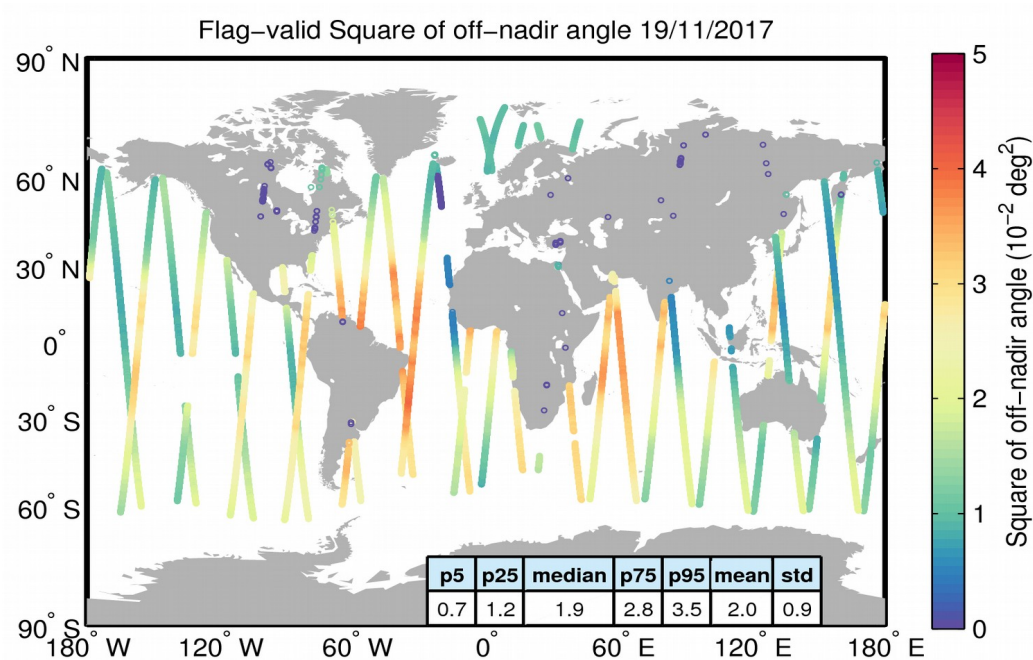 Flag−valid Square of off−nadir angle 19/11/2017
90° N
60° N
30° N
0°
30° S
60° S
90° S
180° W
120° W
60° W
0°
60° E
120° E
180° E
p5 p25 median p75 p95 mean std
0.7 1.2 1.9 2.8 3.5 2.0 0.9
5
4
3
2
1
0
Square of off−nadir angle (10⁻² deg²)